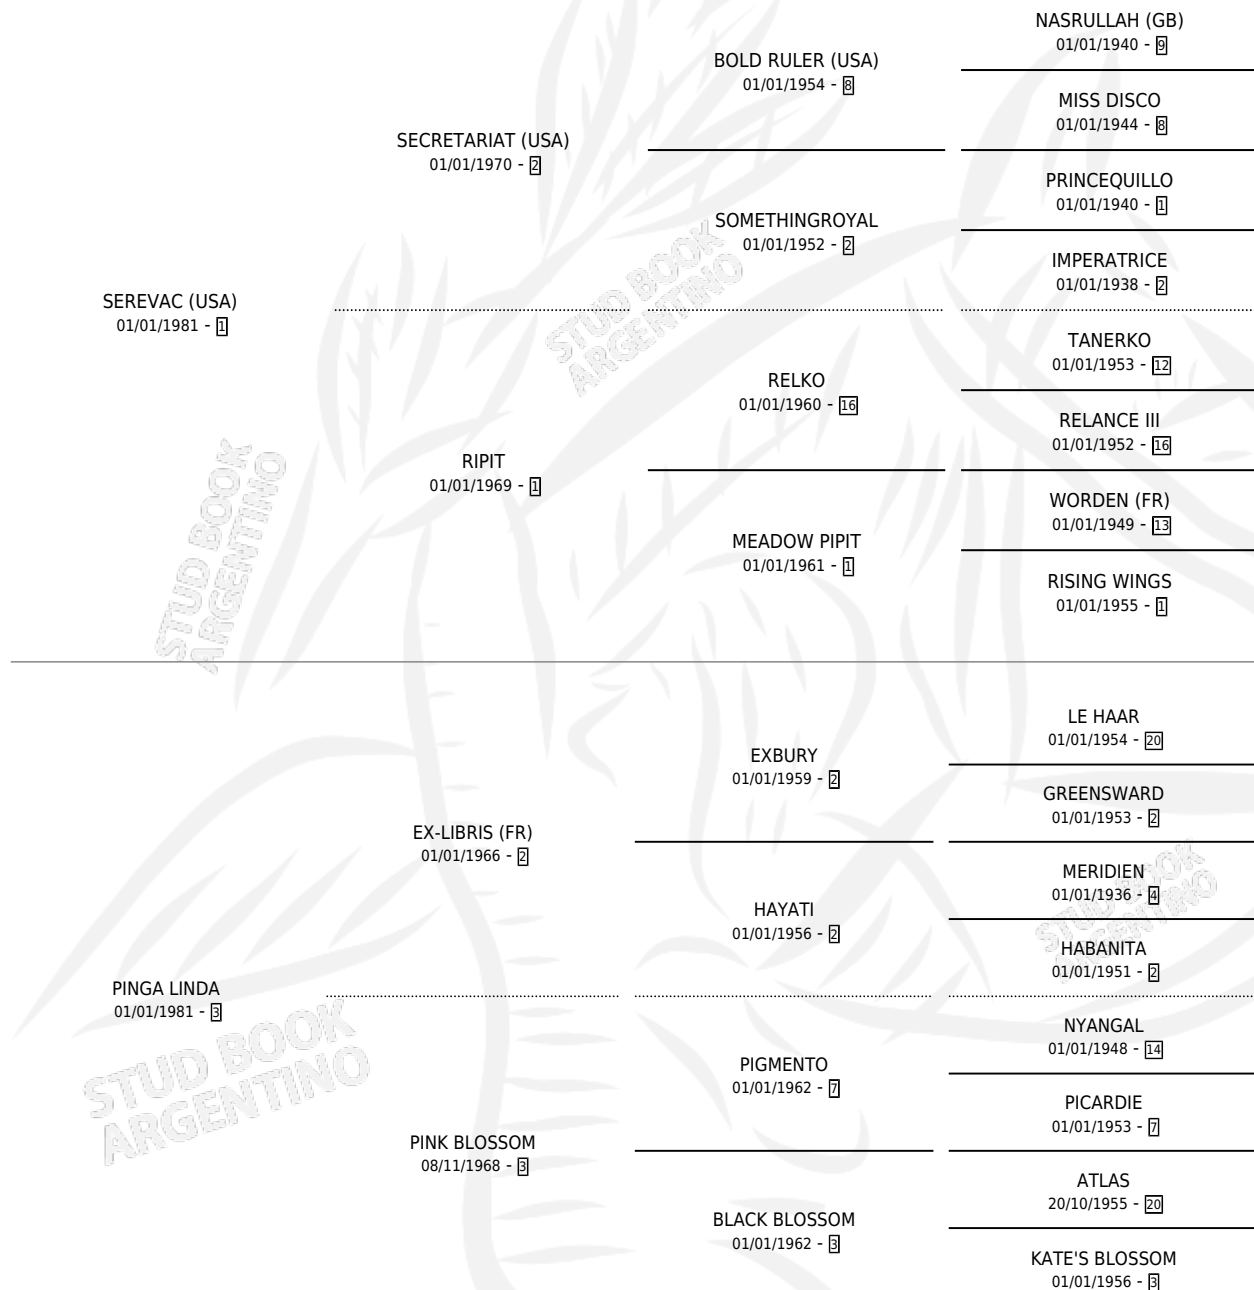 NASRULLAH (GB)
01/01/1940 - 9
BOLD RULER (USA)
01/01/1954 - 8
MISS DISCO
01/01/1944 - 8
SECRETARIAT (USA)
01/01/1970 - 2
PRINCEQUILLO
01/01/1940 - 1
SOMETHINGROYAL
01/01/1952 - 2
IMPERATRICE
01/01/1938 - 2
SEREVAC (USA)
01/01/1981 - 1
TANERKO
01/01/1953 - 12
RELKO
01/01/1960 - 16
RELANCE III
01/01/1952 - 16
RIPIT
01/01/1969 - 1
WORDEN (FR)
01/01/1949 - 13
MEADOW PIPIT
01/01/1961 - 1
RISING WINGS
01/01/1955 - 1
LE HAAR
01/01/1954 - 20
EXBURY
01/01/1959 - 2
GREENSWARD
01/01/1953 - 2
EX-LIBRIS (FR)
01/01/1966 - 2
MERIDIEN
01/01/1936 - 4
HAYATI
01/01/1956 - 2
HABANITA
01/01/1951 - 2
PINGA LINDA
01/01/1981 - 3
NYANGAL
01/01/1948 - 14
PIGMENTO
01/01/1962 - 7
PICARDIE
01/01/1953 - 7
PINK BLOSSOM
08/11/1968 - 3
ATLAS
20/10/1955 - 20
BLACK BLOSSOM
01/01/1962 - 3
KATE'S BLOSSOM
01/01/1956 - 3
STUD BOOK
ARGENTINO
STUD BOOK
ARGENTINO
STUD BOOK
ARGENTINO
STUD BOOK
ARGENTINO